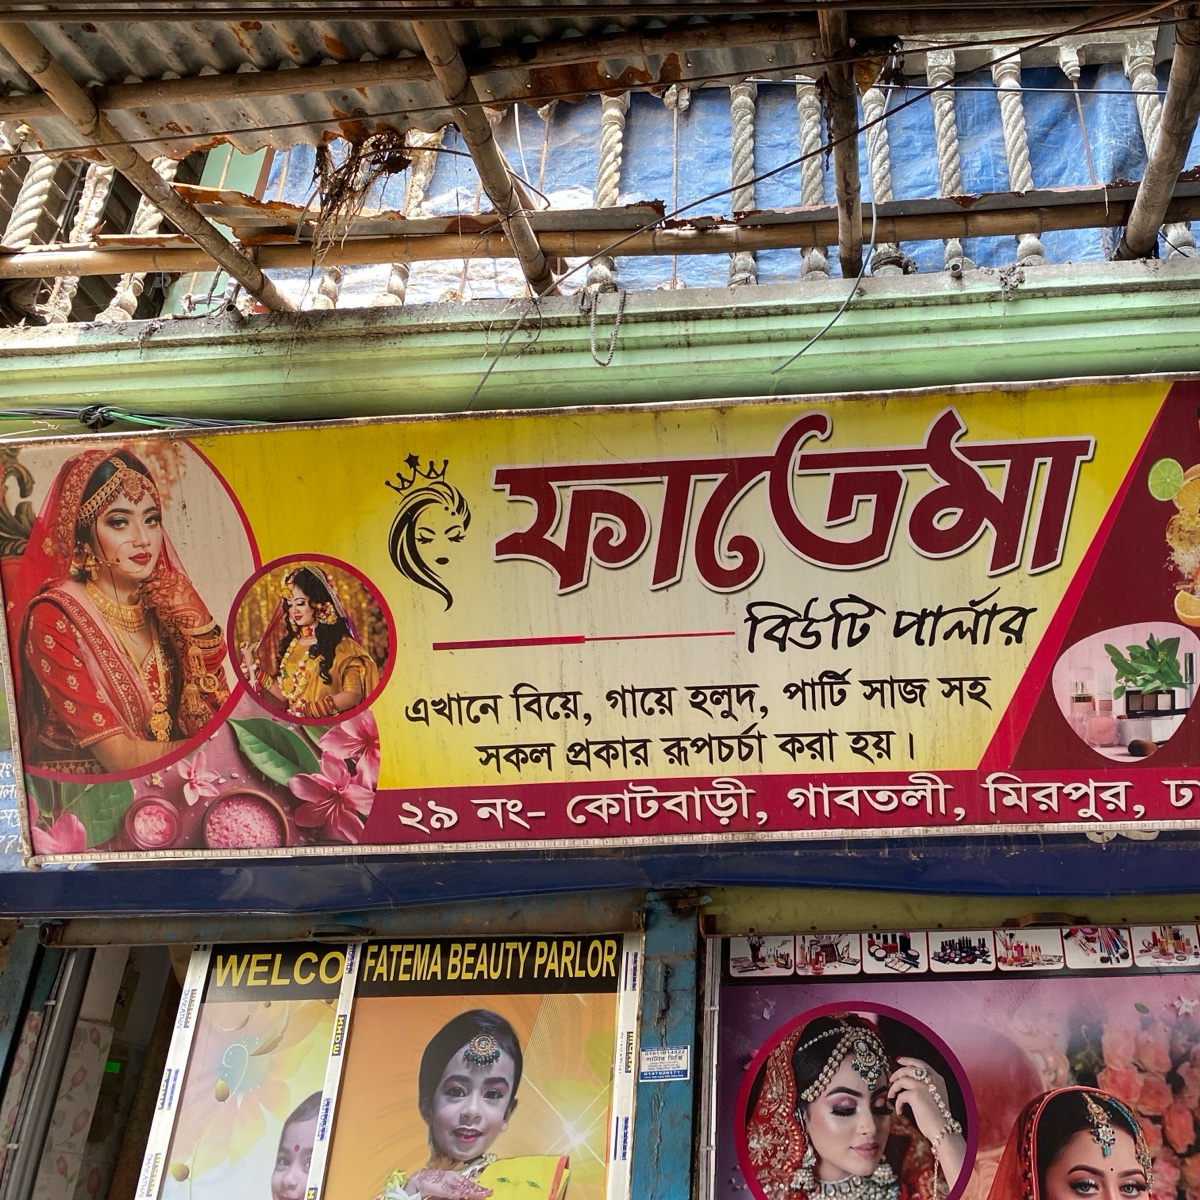 ফাতেমা
বিউটি পার্লার
এখানে বিয়ে, গায়ে হলুদ, পার্টি সাজ সহ
সকল প্রকার রূপচর্চা করা হয়।
২৯ নং- কোটবাড়ী, গাবতলী, মিরপুর,
WELCO
FATEMA BEAUTY PARLOR